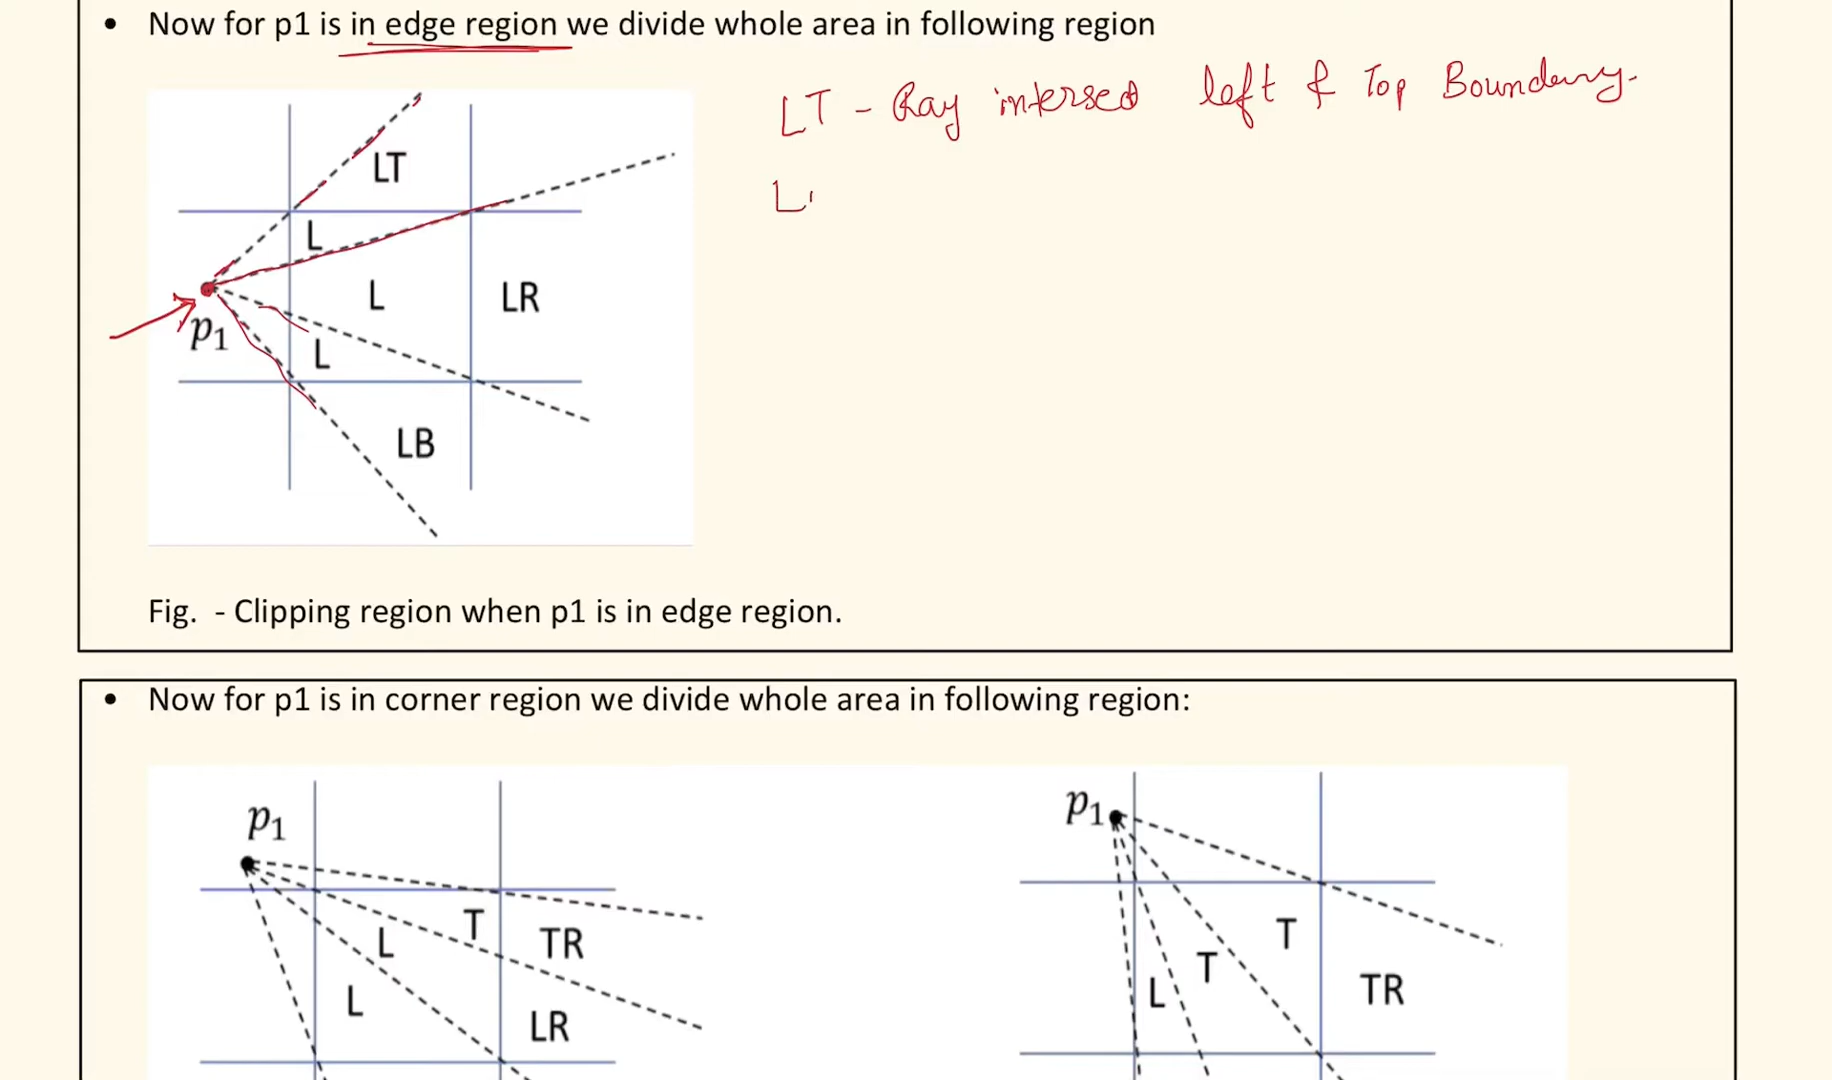 • Now for p1 is in edge region we divide whole area in following region
LT - Ray intersed left & Top Boundary.
L
LT
L
L
LR
p1
L
LB
Fig. - Clipping region when p1 is in edge region.
• Now for p1 is in corner region we divide whole area in following region:
p1
T
TR
L
L
LR
p1
T
T
L
TR